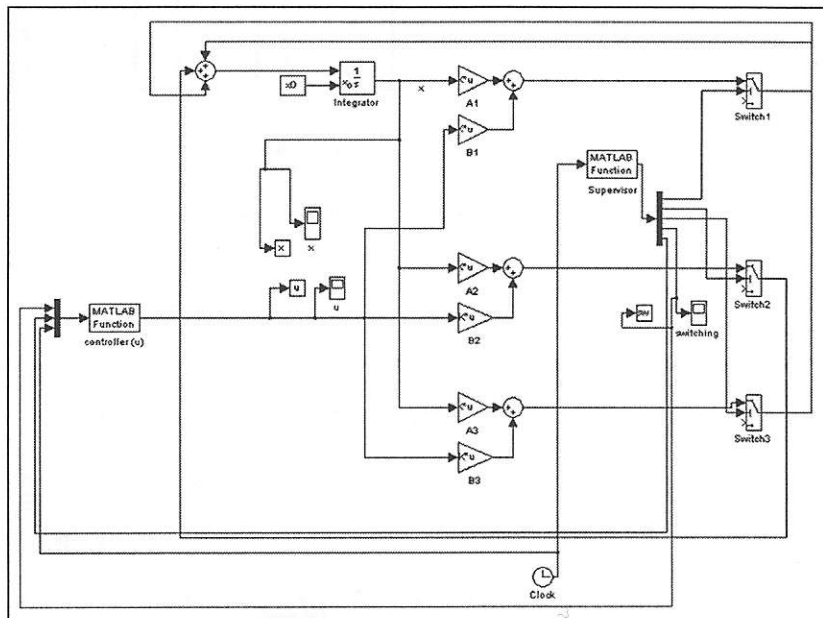 x0
1
s
xo
Integrator
x
u
A1
u
B1
MATLAB
Function
Supervisor
Switch1
x
x
u
u
MATLAB
Function
controller (u)
u
A2
u
B2
sw
switching
Switch2
u
A3
u
B3
Switch3
Clock